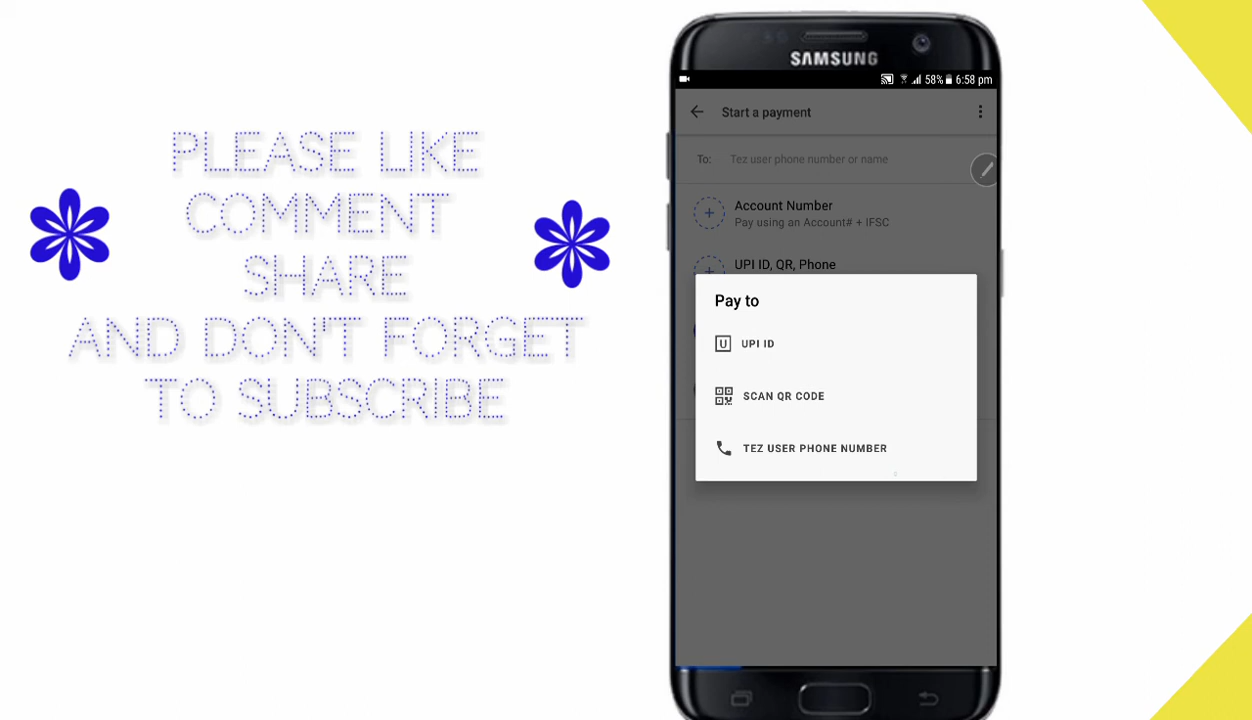 PLEASE LIKE
COMMENT
SHARE
AND DON'T FORGET
TO SUBSCRIBE
SAMSUNG
58% 6:58 pm
Start a payment
To: Tez user phone number or name
Account Number
Pay using an Account# + IFSC
UPI ID, QR, Phone
Pay to
U UPI ID
SCAN QR CODE
TEZ USER PHONE NUMBER